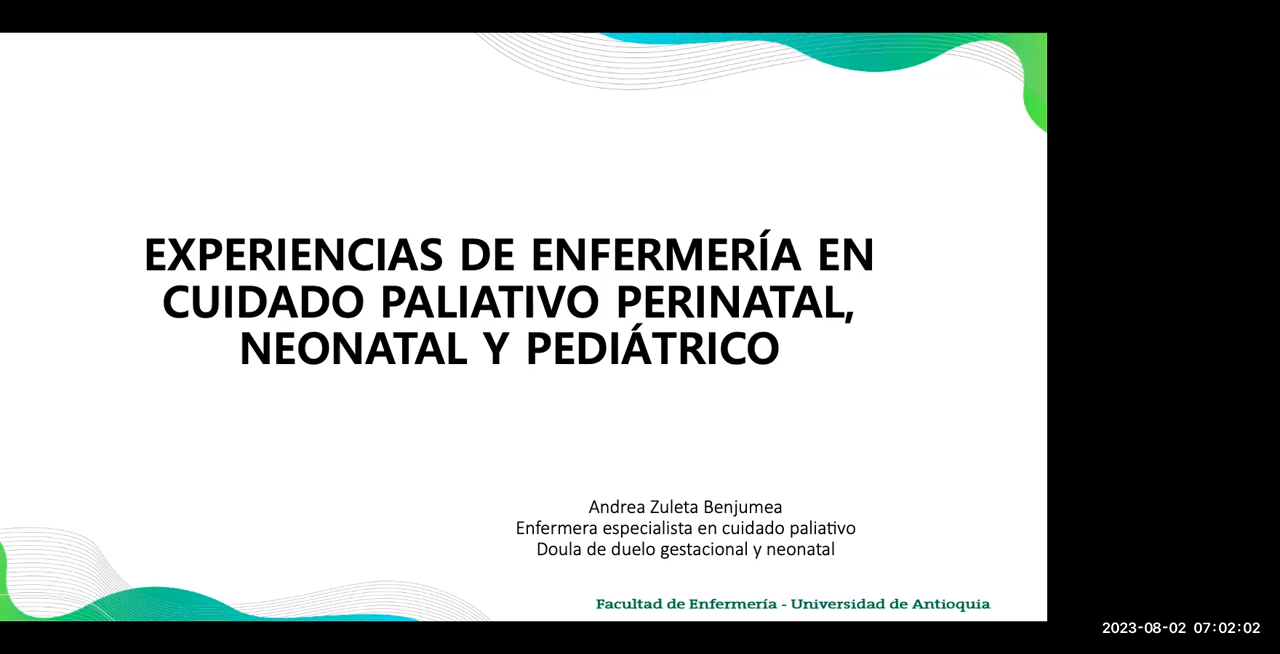 EXPERIENCIAS DE ENFERMERÍA EN
CUIDADO PALIATIVO PERINATAL,
NEONATAL Y PEDIÁTRICO
Andrea Zuleta Benjumea
Enfermera especialista en cuidado paliativo
Doula de duelo gestacional y neonatal
Facultad de Enfermería - Universidad de Antioquia
2023-08-02 07:02:02